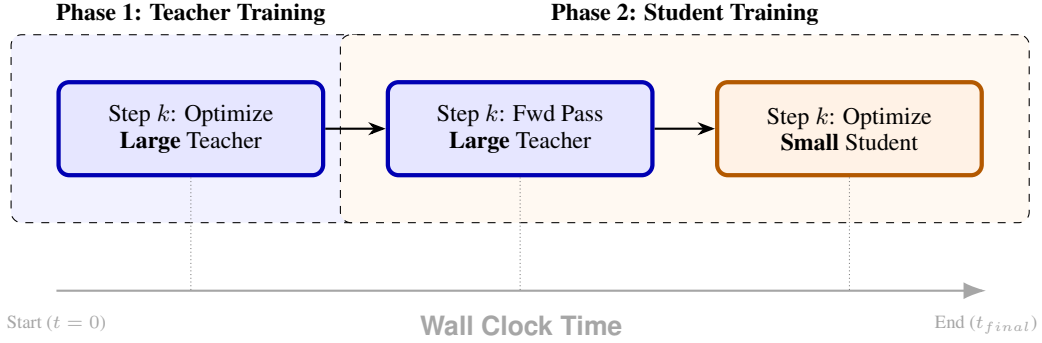 Phase 1: Teacher Training
Phase 2: Student Training
Step k: Optimize
Large Teacher
Step k: Fwd Pass
Large Teacher
Step k: Optimize
Small Student
Start (t = 0)
Wall Clock Time
End (t_final)